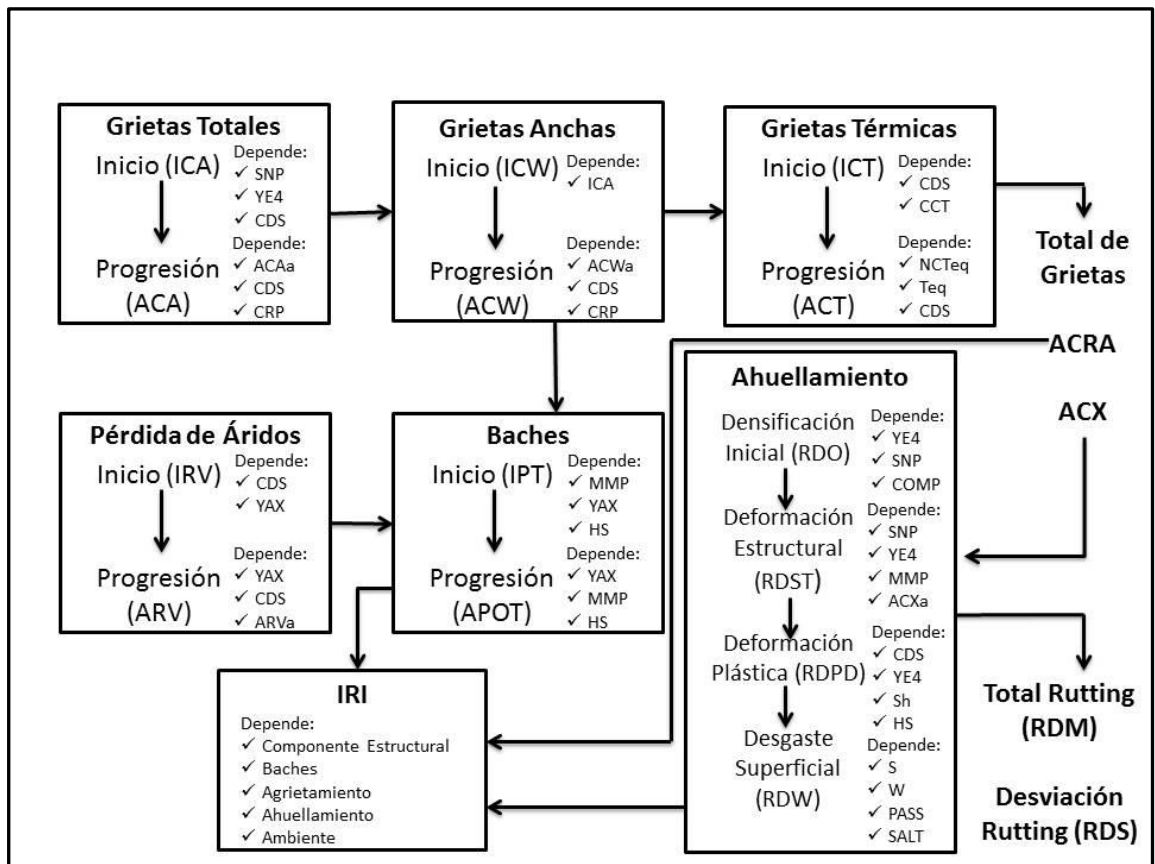 Grietas Totales
Inicio (ICA)
Depende:
✓ SNP
✓ YE4
✓ CDS
Progresión
(ACA)
Depende:
✓ ACAa
✓ CDS
✓ CRP
Grietas Anchas
Inicio (ICW)
Depende:
✓ ICA
Progresión
(ACW)
Depende:
✓ ACWa
✓ CDS
✓ CRP
Grietas Térmicas
Inicio (ICT)
Depende:
✓ CDS
✓ CCT
Progresión
(ACT)
Depende:
✓ NCTeq
✓ Teq
✓ CDS
Total de
Grietas
ACRA
ACX
Pérdida de Áridos
Inicio (IRV)
Depende:
✓ CDS
✓ YAX
Progresión
(ARV)
Depende:
✓ YAX
✓ CDS
✓ ARVa
Baches
Inicio (IPT)
Depende:
✓ MMP
✓ YAX
✓ HS
Progresión
(APOT)
Depende:
✓ YAX
✓ MMP
✓ HS
Ahuellamiento
Densificación
Inicial (RDO)
Depende:
✓ YE4
✓ SNP
✓ COMP
Deformación
Estructural
(RDST)
Depende:
✓ SNP
✓ YE4
✓ MMP
✓ ACXa
Deformación
Plástica (RDPD)
Depende:
✓ CDS
✓ YE4
✓ Sh
✓ HS
Desgaste
Superficial
(RDW)
Depende:
✓ S
✓ W
✓ PASS
✓ SALT
IRI
Depende:
✓ Componente Estructural
✓ Baches
✓ Agrietamiento
✓ Ahuellamiento
✓ Ambiente
Total Rutting
(RDM)
Desviación
Rutting (RDS)